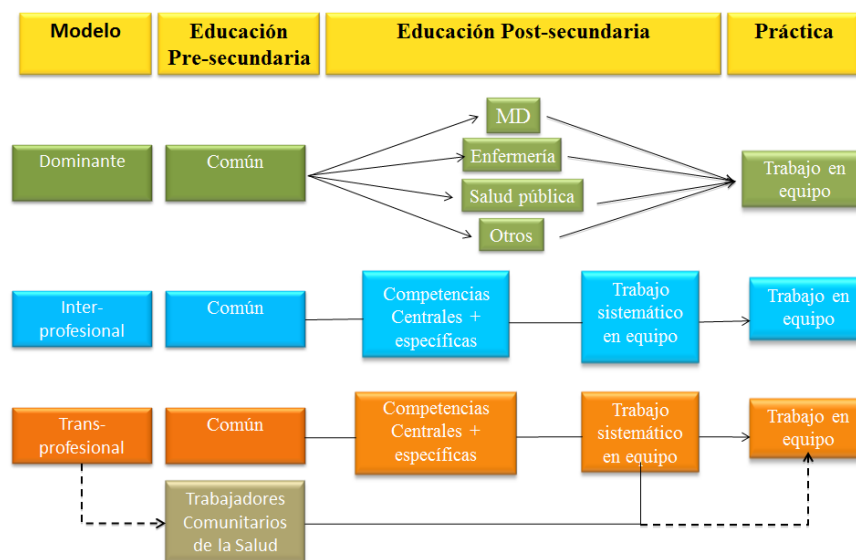 Modelo
Educación
Pre-secundaria
Educación Post-secundaria
Práctica
Dominante
Común
MD
Enfermería
Salud pública
Otros
Trabajo en
equipo
Inter-
profesional
Común
Competencias
Centrales +
específicas
Trabajo
sistemático
en equipo
Trabajo en
equipo
Trans-
profesional
Común
Competencias
Centrales +
específicas
Trabajo
sistemático
en equipo
Trabajo en
equipo
Trabajadores
Comunitarios
de la Salud